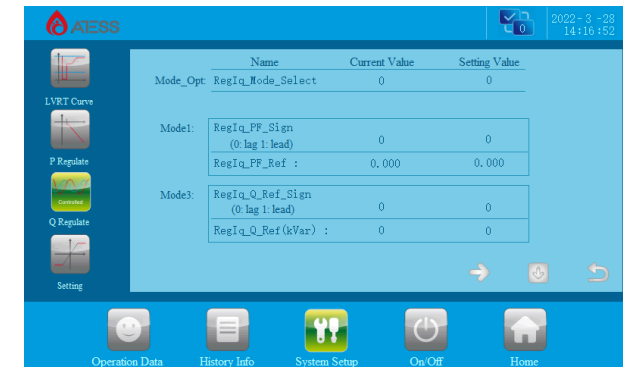 ATESS
0
2022-3-28
14:16:52
LVRT Curve
P Regulate
Controled
Q Regulate
Setting
Name Current Value Setting Value
Mode_Opt: RegIq_Mode_Select 0 0
Mode1: RegIq_PF_Sign
(0: lag 1: lead) 0 0
RegIq_PF_Ref : 0.000 0.000
Mode3: RegIq_Q_Ref_Sign
(0: lag 1: lead) 0 0
RegIq_Q_Ref(kVar) : 0 0
Operation Data History Info System Setup On/Off Home